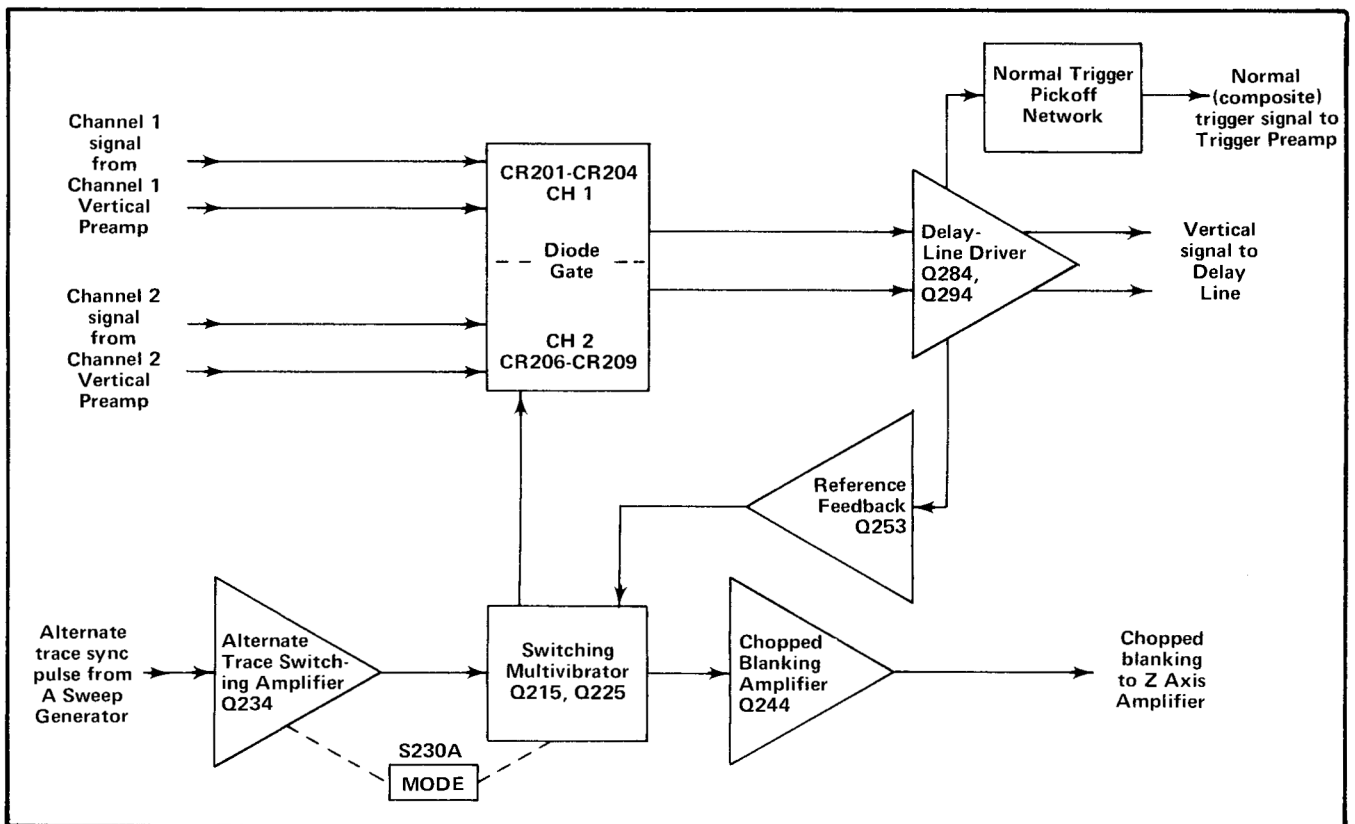 Normal Trigger
Pickoff
Network
Normal
(composite)
trigger signal to
Trigger Preamp
Channel 1
signal
from
Channel 1
Vertical
Preamp
CR201-CR204
CH 1
Diode
Gate
CH 2
CR206-CR209
Delay-
Line Driver
Q284,
Q294
Vertical
signal to
Delay
Line
Channel 2
signal
from
Channel 2
Vertical
Preamp
Reference
Feedback
Q253
Alternate
trace sync
pulse from
A Sweep
Generator
Alternate
Trace Switch-
ing Amplifier
Q234
Switching
Multivibrator
Q215, Q225
Chopped
Blanking
Amplifier
Q244
Chopped
blanking
to Z Axis
Amplifier
S230A
MODE